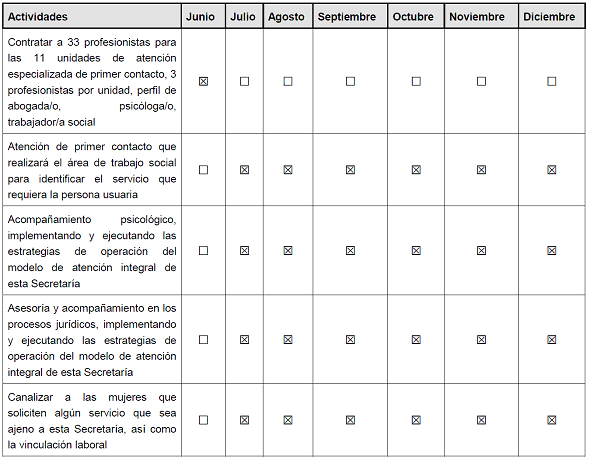 Actividades Junio Julio Agosto Septiembre Octubre Noviembre Diciembre
Contratar a 33 profesionistas para
las 11 unidades de atención
especializada de primer contacto, 3
profesionistas por unidad, perfil de
abogada/o, psicóloga/o,
trabajador/a social
☒ ☐ ☐ ☐ ☐ ☐ ☐
Atención de primer contacto que
realizará el área de trabajo social
para identificar el servicio que
requiera la persona usuaria
☐ ☒ ☒ ☒ ☒ ☒ ☒
Acompañamiento psicológico,
implementando y ejecutando las
estrategias de operación del
modelo de atención integral de
esta Secretaría
☐ ☒ ☒ ☒ ☒ ☒ ☒
Asesoría y acompañamiento en los
procesos jurídicos, implementando
y ejecutando las estrategias de
operación del modelo de atención
integral de esta Secretaría
☐ ☒ ☒ ☒ ☒ ☒ ☒
Canalizar a las mujeres que
soliciten algún servicio que sea
ajeno a esta Secretaría, así como
la vinculación laboral
☐ ☒ ☒ ☒ ☒ ☒ ☒